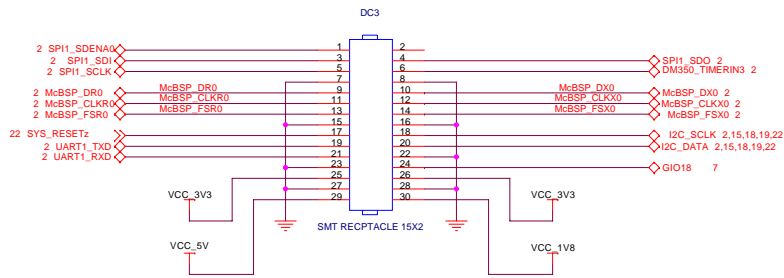 DC3
2 SPI1_SDENA0 1 2
2 SPI1_SDI 3 4 SPI1_SDO 2
2 SPI1_SCLK 5 6 DM350_TIMERIN3 2
7 8
2 McBSP_DR0 McBSP_DR0 9 10 McBSP_DX0 McBSP_DX0 2
2 McBSP_CLKR0 McBSP_CLKR0 11 12 McBSP_CLKX0 McBSP_CLKX0 2
2 McBSP_FSR0 McBSP_FSR0 13 14 McBSP_FSX0 McBSP_FSX0 2
15 16
22 SYS_RESETz 17 18 I2C_SCLK 2,15,18,19,22
2 UART1_TXD 19 20 I2C_DATA 2,15,18,19,22
2 UART1_RXD 21 22
23 24 GIO18 7
25 26
VCC_3V3 27 28 VCC_3V3
29 30
SMT RECPTACLE 15X2
VCC_5V VCC_1V8